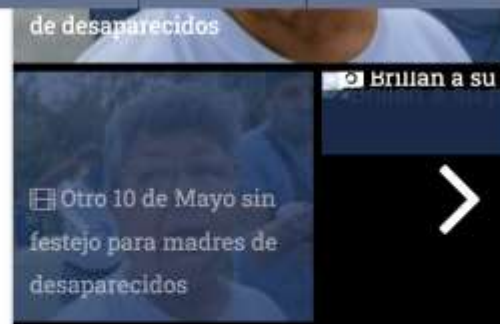 de desaparecidos
Brillan a su
Otro 10 de Mayo sin
festejo para madres de
desaparecidos